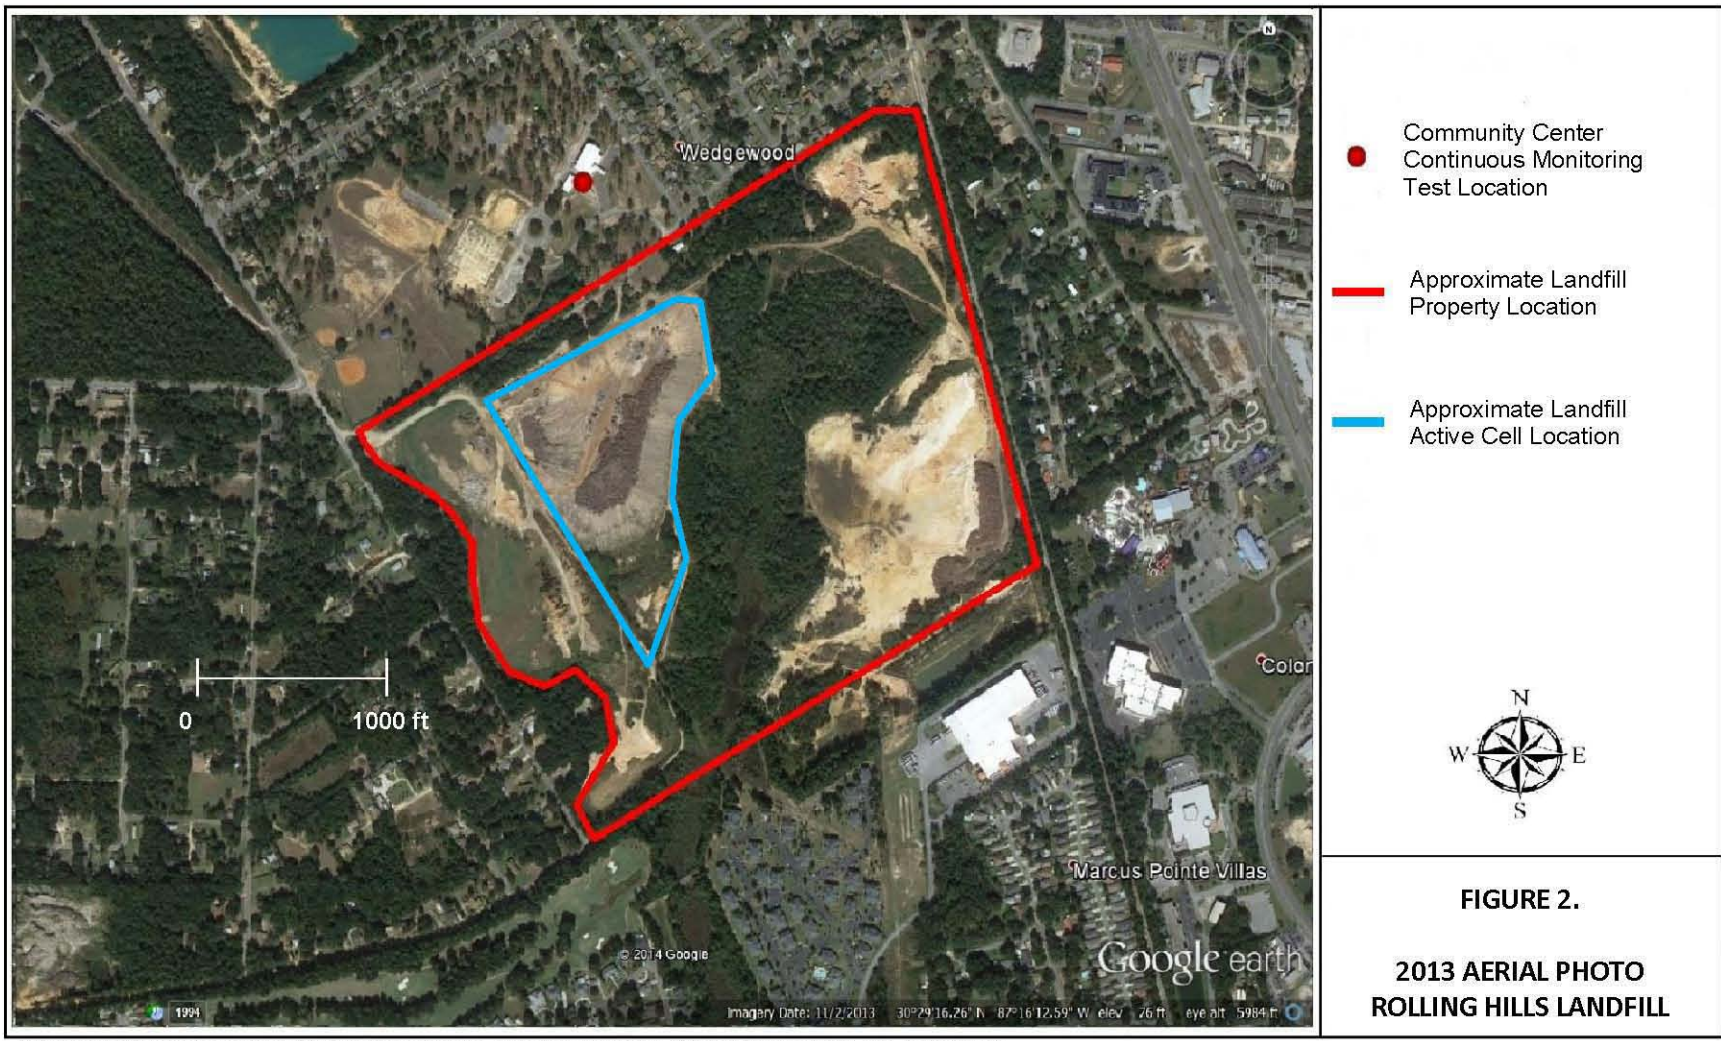 N
Wedgewood
Colar
0
1000 ft
Marcus Pointe Villas
© 2014 Google
Google earth
1994
Imagery Date: 11/2/2013 30°29'16.26" N 87°16'12.59" W elev 76 ft eye alt 5984 ft
Community Center
Continuous Monitoring
Test Location
Approximate Landfill
Property Location
Approximate Landfill
Active Cell Location
N
W
E
S
FIGURE 2.
2013 AERIAL PHOTO
ROLLING HILLS LANDFILL